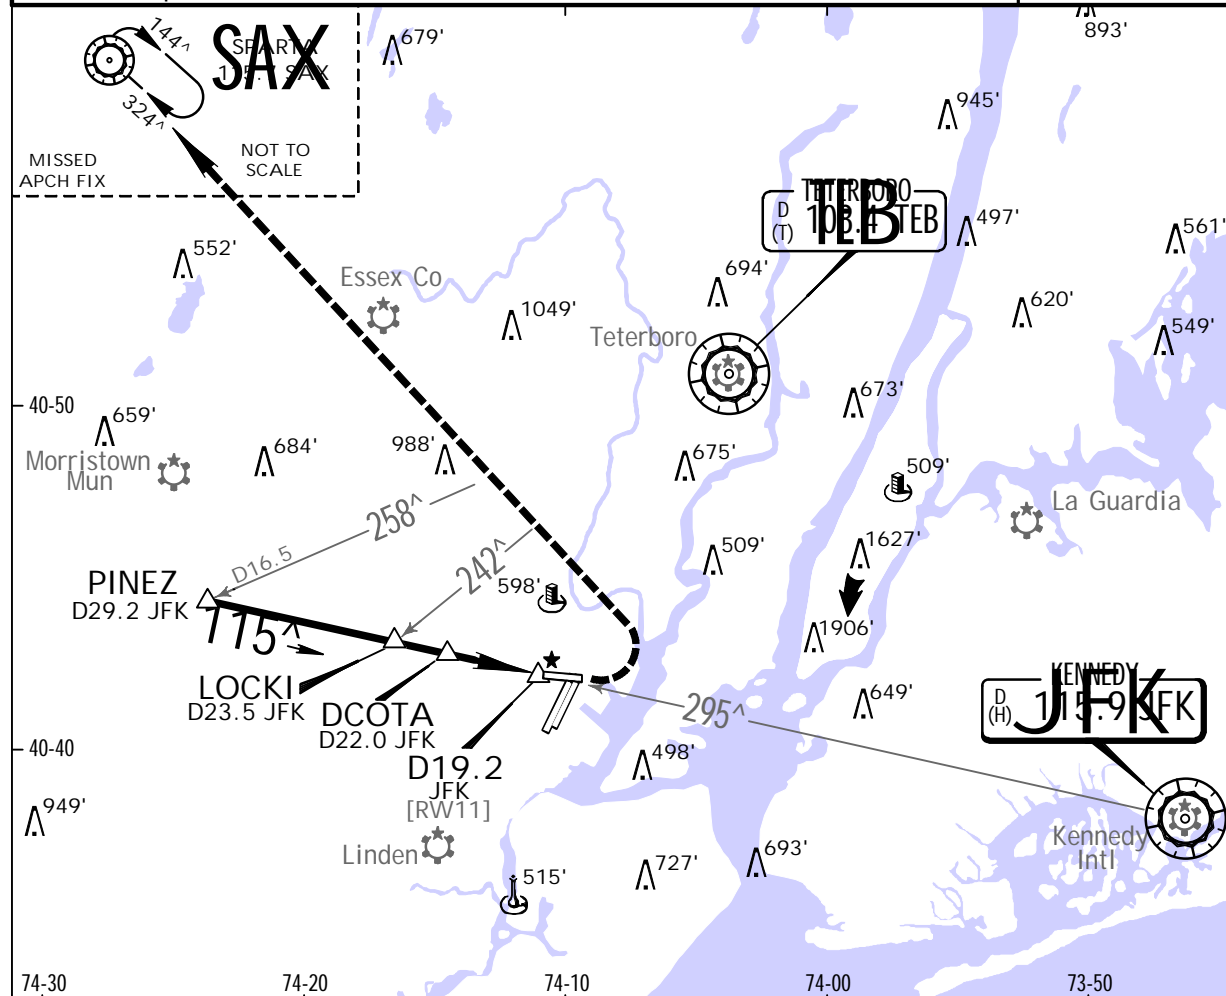 144^
SAX
SPARTA
115.7 SAX
324^
NOT TO
SCALE
MISSED
APCH FIX
679'
893'
945'
TETERBORO
TEB
D
(T)
108.4 TEB
497'
561'
552'
Essex Co
694'
620'
1049'
Teterboro
549'
673'
40-50
659'
684'
988'
675'
509'
Morristown
Mun
La Guardia
258^
D16.5
242^
509'
1627'
PINEZ
D29.2 JFK
598'
115^
1906'
LOCKI
D23.5 JFK
DCOTA
D22.0 JFK
295^
649'
KENNEDY
JFK
D
(H)
115.9 JFK
40-40
D19.2
JFK
[RW11]
498'
949'
Linden
Kennedy
Intl
515'
727'
693'
74-30
74-20
74-10
74-00
73-50